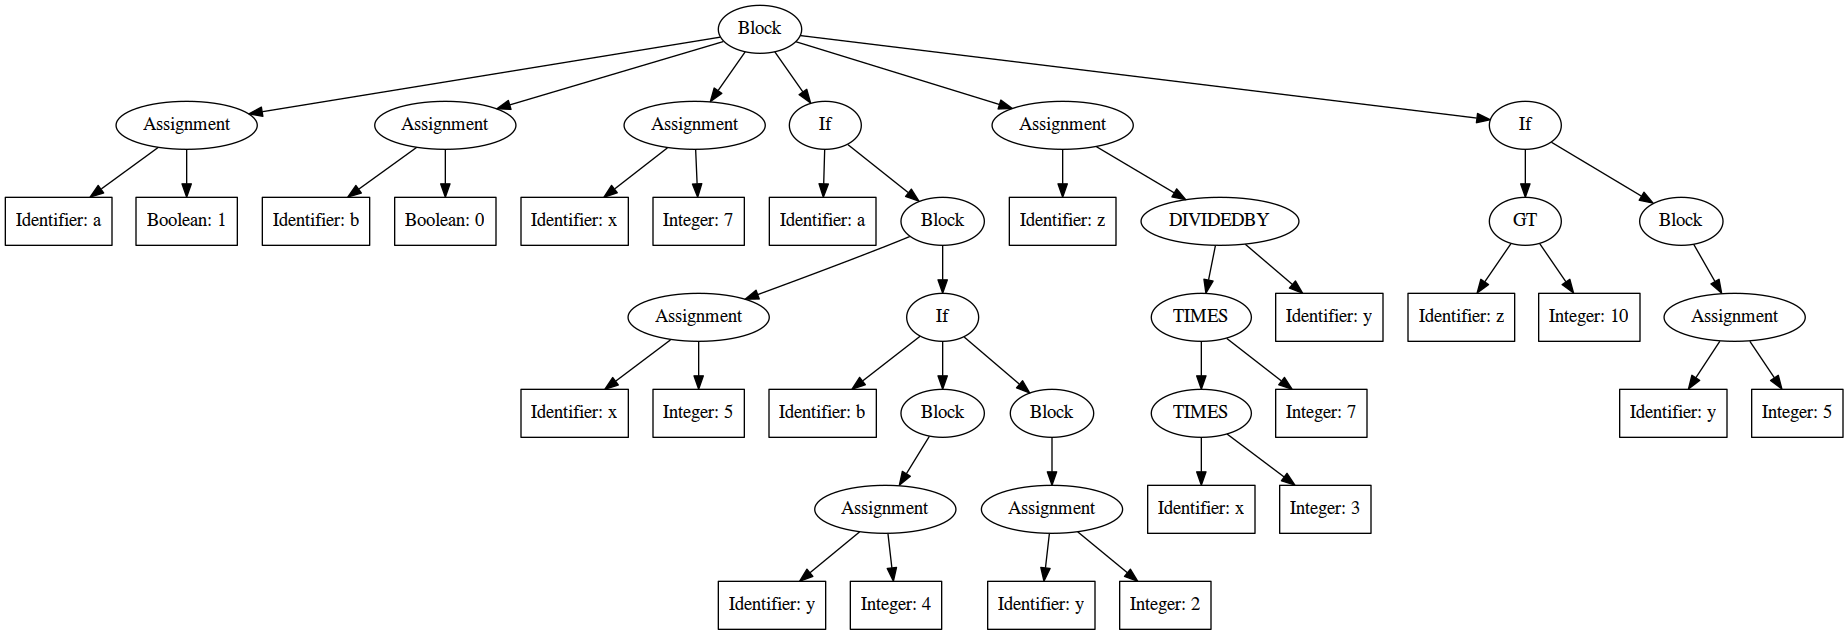 Block
Assignment
Assignment
Assignment
If
Assignment
If
Identifier: a
Boolean: 1
Identifier: b
Boolean: 0
Identifier: x
Integer: 7
Identifier: a
Block
Identifier: z
DIVIDEDBY
GT
Block
Assignment
If
TIMES
Identifier: y
Identifier: z
Integer: 10
Assignment
Identifier: x
Integer: 5
Identifier: b
Block
Block
TIMES
Integer: 7
Identifier: y
Integer: 5
Assignment
Assignment
Identifier: x
Integer: 3
Identifier: y
Integer: 4
Identifier: y
Integer: 2